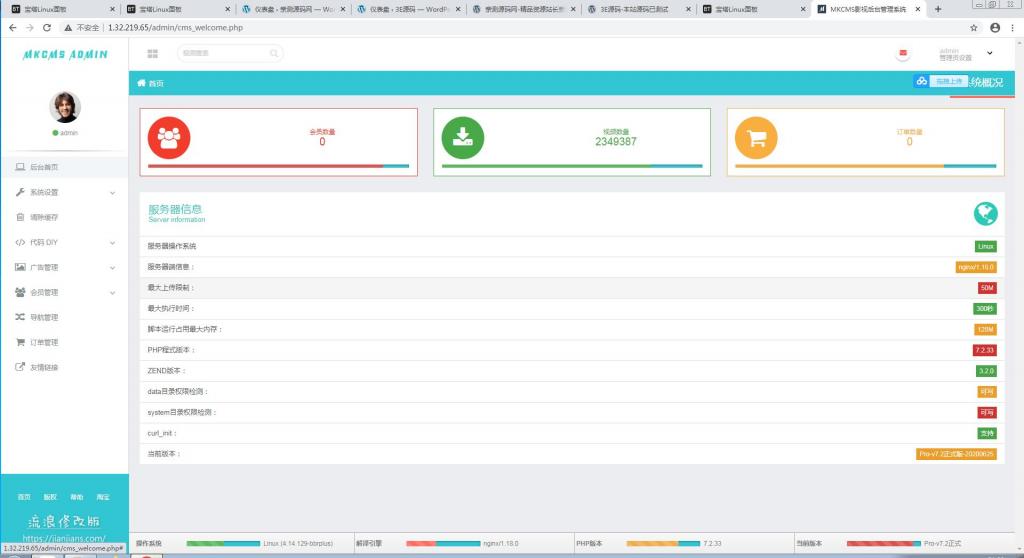 宝塔Linux面板
宝塔Linux面板
仪表盘 ‹ 亲测源码网 — WordP
仪表盘 ‹ 3E源码 — WordPr
亲测源码网-精品资源站长
3E源码-本站源码已测试
宝塔Linux面板
MKCMS影视后台管理系统
不安全 | 1.32.219.65/admin/cms_welcome.php
MKCMS ADMIN
admin
管理员设置
首页
拖拽上传
系统概况
admin
会员数量
0
视频数量
2349387
订单数量
0
后台首页
系统设置
清除缓存
代码 DIY
广告管理
会员管理
导航管理
订单管理
友情链接
服务器信息
Server information
服务器操作系统
Linux
服务器端信息：
nginx/1.18.0
最大上传限制：
50M
最大执行时间：
300秒
脚本运行占用最大内存：
128M
PHP程式版本：
7.2.33
ZEND版本：
3.2.0
data目录权限检测：
可写
system目录权限检测：
可写
curl_init：
支持
当前版本：
Pro-v7.2正式版-20200625
首页 版权 帮助 淘宝
流浪修改版
https://jianjians.com/
1.32.219.65/admin/cms_welcome.php#
操作系统 Linux (4.14.129-bbrplus)
解译引擎 nginx/1.18.0
PHP版本 7.2.33
当前版本 Pro-v7.2正式